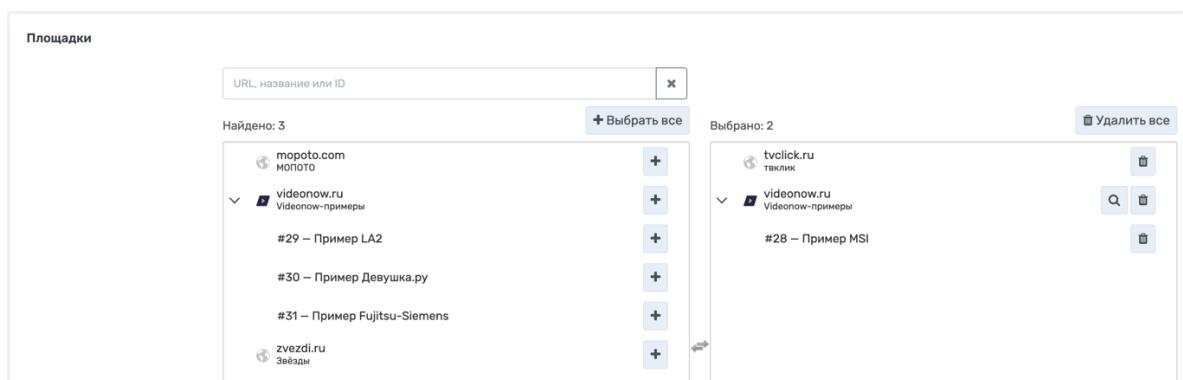 Площадки
URL, название или ID
Найдено: 3
Выбрать все
mopoto.com
МОПОТО
videonow.ru
Videonow-примеры
#29 — Пример LA2
#30 — Пример Девушка.ру
#31 — Пример Fujitsu-Siemens
zvezdi.ru
Звёзды
Выбрано: 2
Удалить все
tvclick.ru
твклик
videonow.ru
Videonow-примеры
#28 — Пример MSI